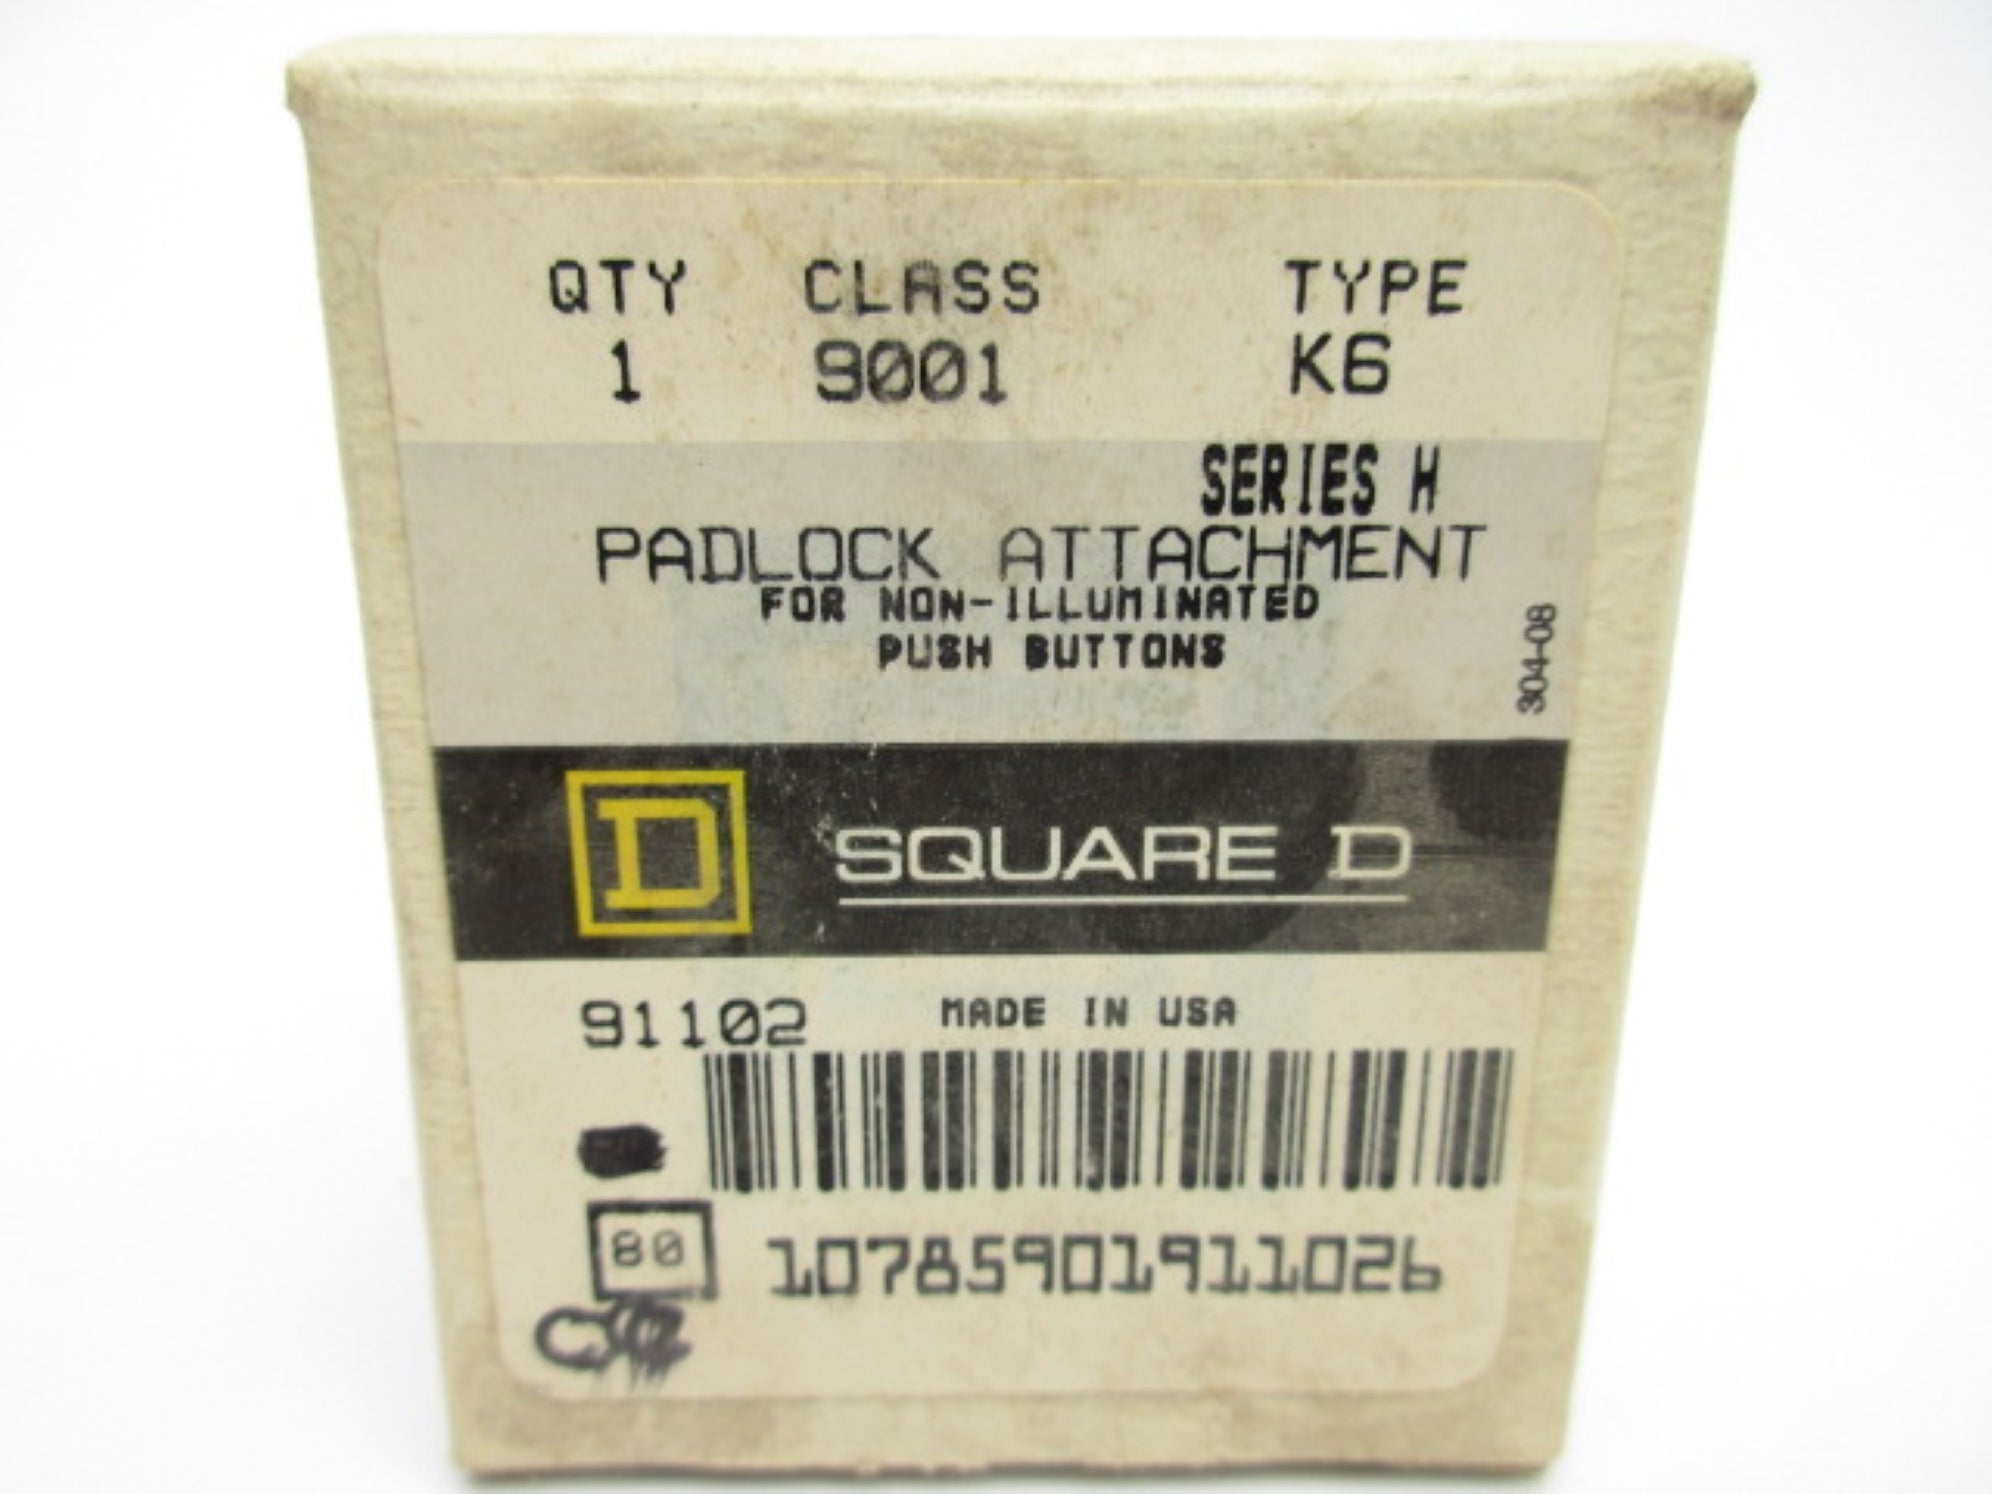 QTY CLASS TYPE
1 9001 K6
SERIES H
PADLOCK ATTACHMENT
FOR NON-ILLUMINATED
PUSH BUTTONS
304-08
D SQUARE D
91102 MADE IN USA
80 10785901911026